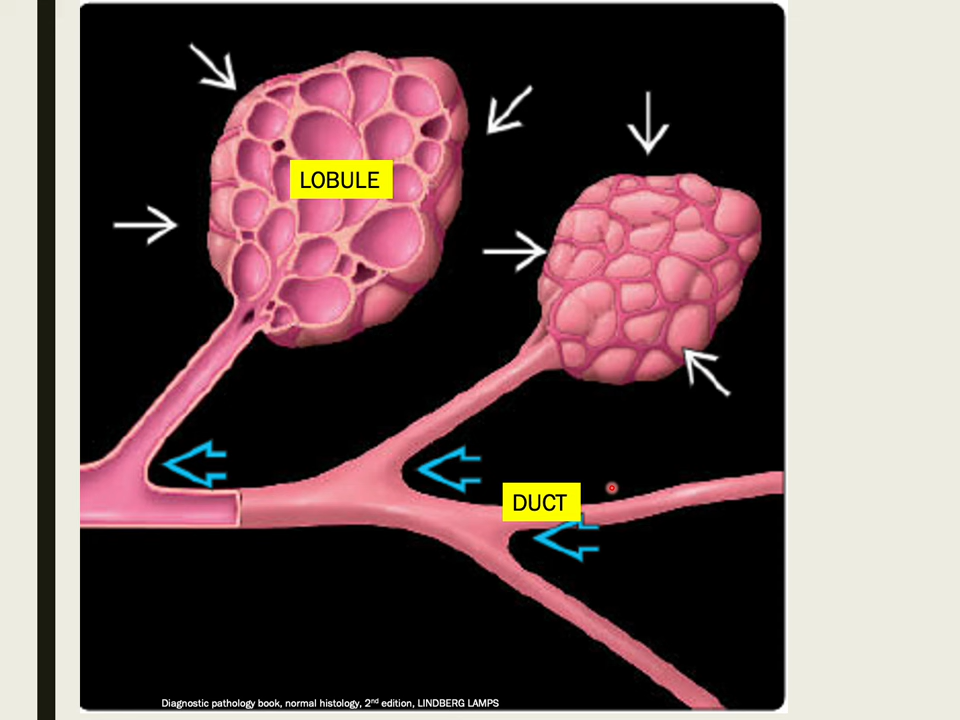 LOBULE
DUCT
Diagnostic pathology book, normal histology, 2nd edition, LINDBERG LAMPS